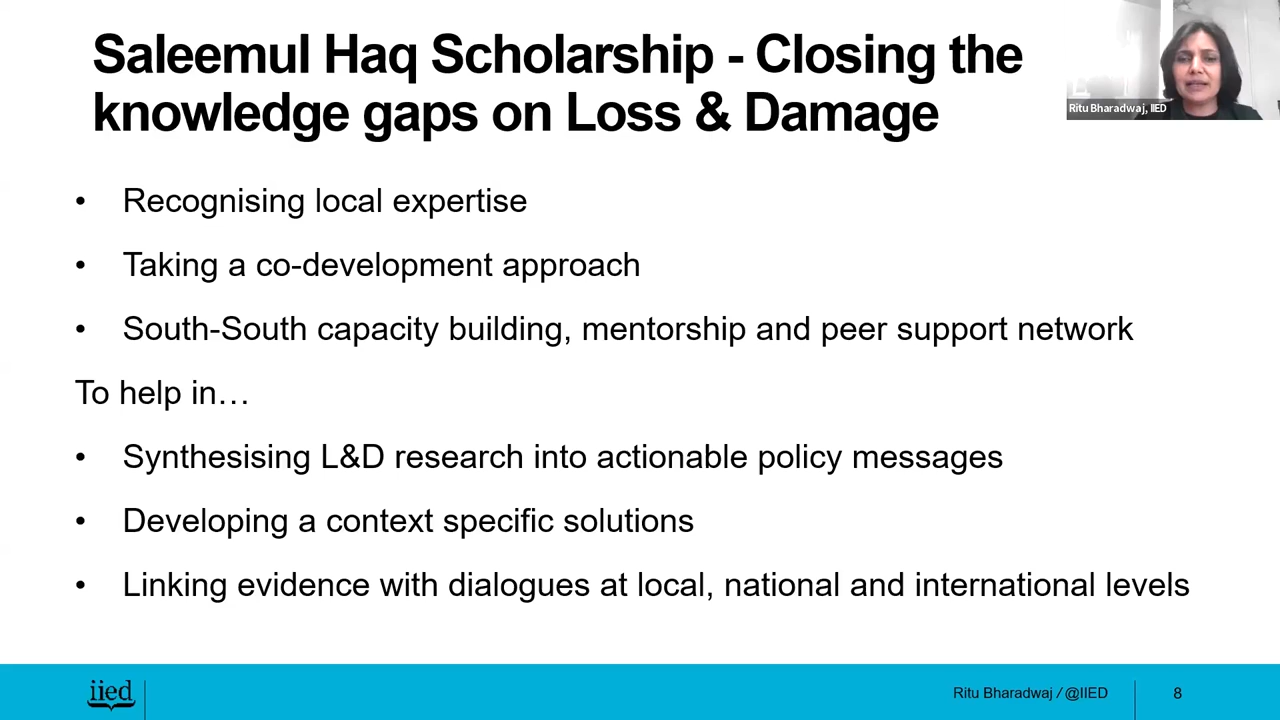 Saleemul Haq Scholarship - Closing the
knowledge gaps on Loss & Damage
Ritu Bharadwaj, IIED
• Recognising local expertise
• Taking a co-development approach
• South-South capacity building, mentorship and peer support network
To help in…
• Synthesising L&D research into actionable policy messages
• Developing a context specific solutions
• Linking evidence with dialogues at local, national and international levels
iied
Ritu Bharadwaj / @IIED
8